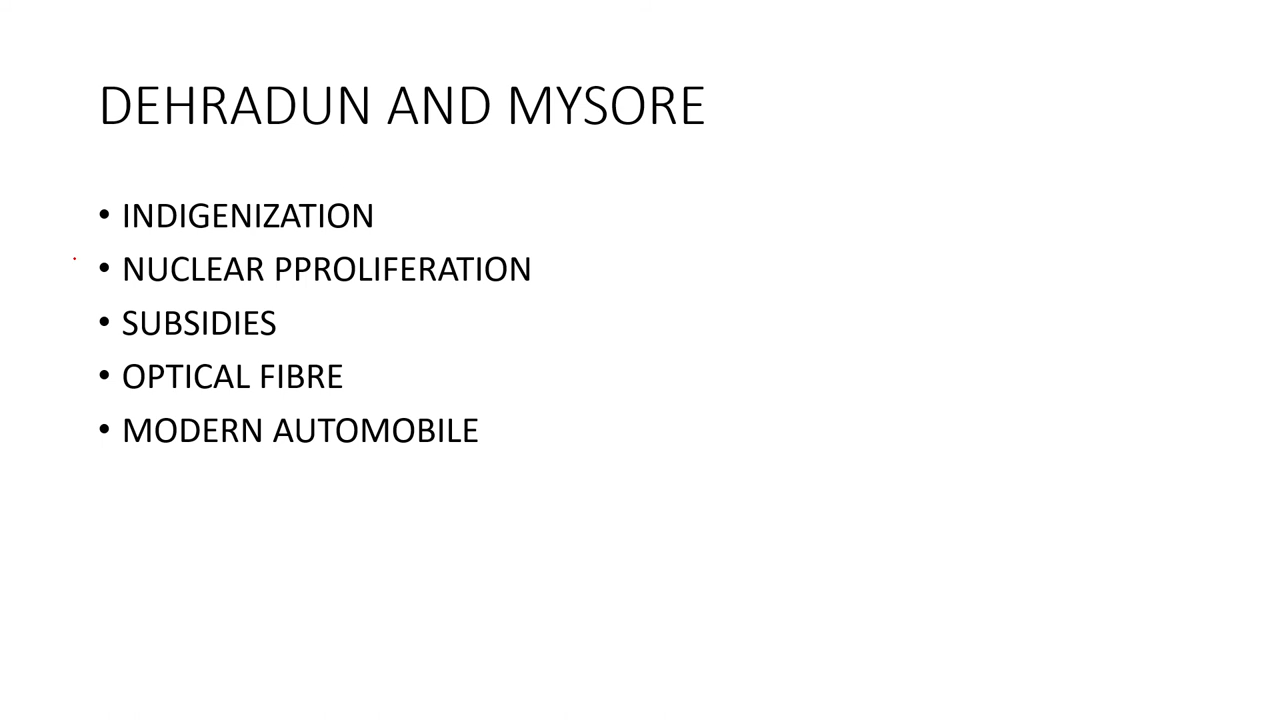 DEHRADUN AND MYSORE
• INDIGENIZATION
• NUCLEAR PPROLIFERATION
• SUBSIDIES
• OPTICAL FIBRE
• MODERN AUTOMOBILE